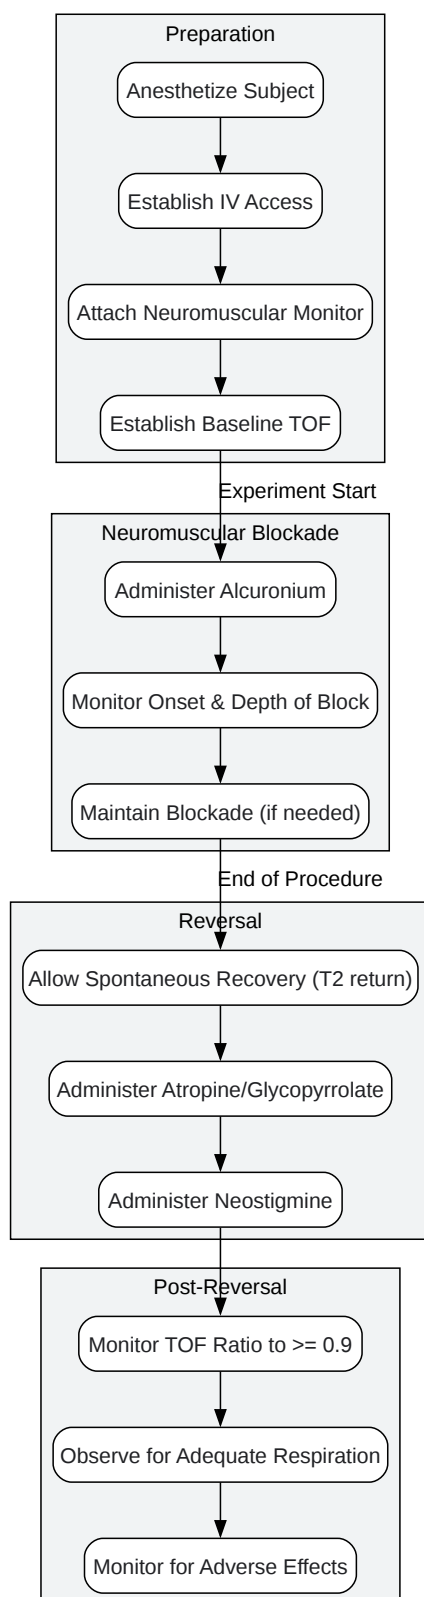 Preparation
Anesthetize Subject
Establish IV Access
Attach Neuromuscular Monitor
Establish Baseline TOF
Experiment Start
Neuromuscular Blockade
Administer Alcuronium
Monitor Onset & Depth of Block
Maintain Blockade (if needed)
End of Procedure
Reversal
Allow Spontaneous Recovery (T2 return)
Administer Atropine/Glycopyrrolate
Administer Neostigmine
Post-Reversal
Monitor TOF Ratio to >= 0.9
Observe for Adequate Respiration
Monitor for Adverse Effects